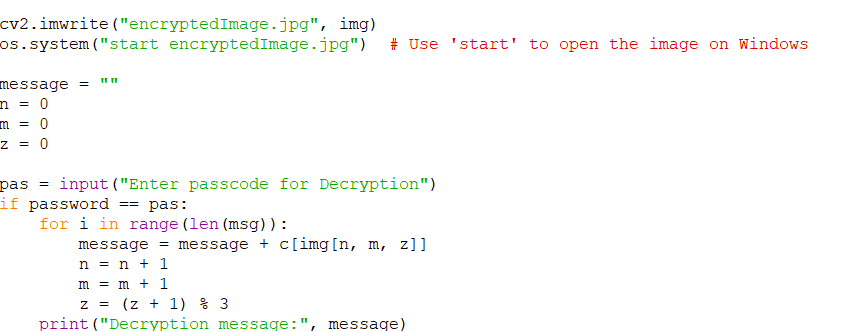 cv2.imwrite("encryptedImage.jpg", img)
os.system("start encryptedImage.jpg")  # Use 'start' to open the image on Windows

message = ""
n = 0
m = 0
z = 0

pas = input("Enter passcode for Decryption")
if password == pas:
    for i in range(len(msg)):
        message = message + c[img[n, m, z]]
        n = n + 1
        m = m + 1
        z = (z + 1) % 3
    print("Decryption message:", message)